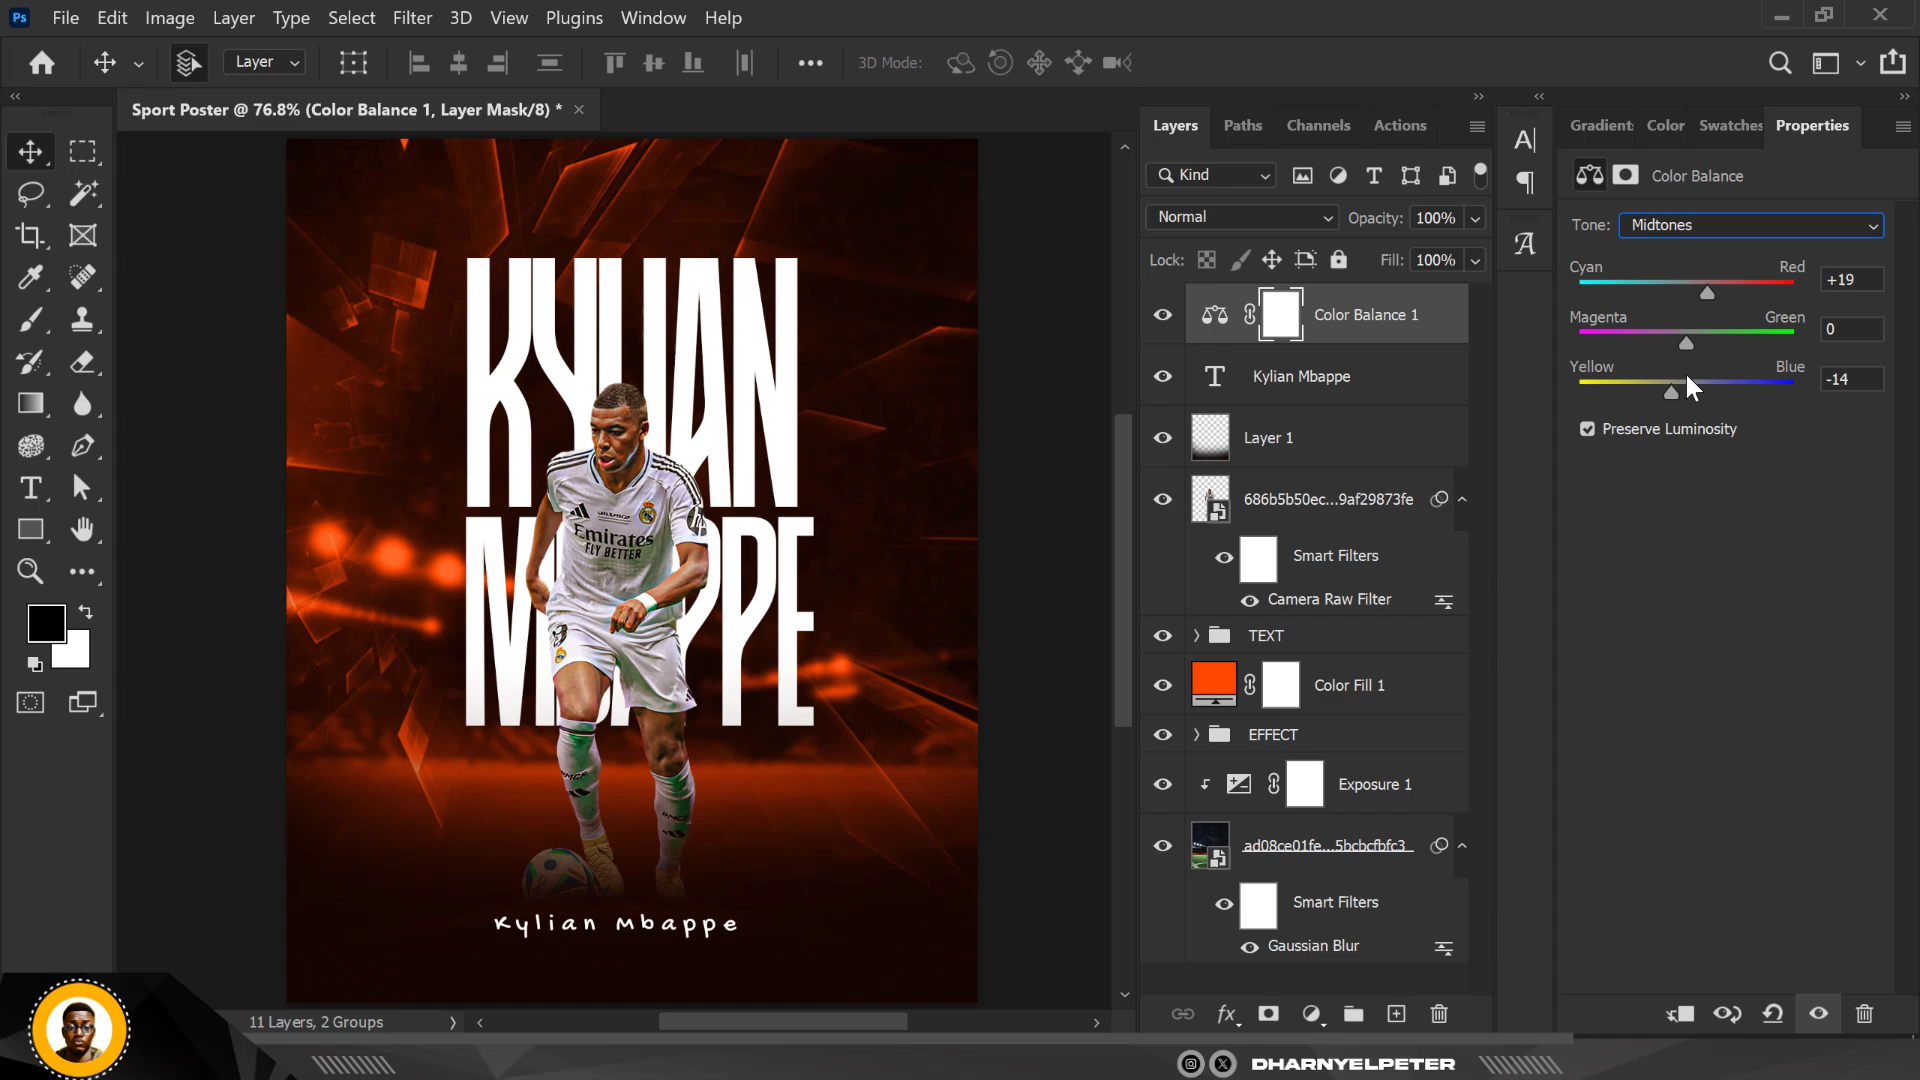 Ps File Edit Image Layer Type Select Filter 3D View Plugins Window Help
Layer 3D Mode:
Sport Poster @ 76.8% (Color Balance 1, Layer Mask/8) *
Layers Paths Channels Actions
Gradient Color Swatches Properties
Kind
Color Balance
Normal Opacity: 100%
Tone: Midtones
Lock: Fill: 100%
Cyan Red +19
Magenta Green 0
Yellow Blue -14
Preserve Luminosity
Color Balance 1
Kylian Mbappe
Layer 1
686b5b50ec...9af29873fe
Smart Filters
Camera Raw Filter
TEXT
Color Fill 1
EFFECT
Exposure 1
ad08ce01fe...5bcbcfbfc3
Smart Filters
Gaussian Blur
KYLIAN
Emirates
FLY BETTER
Kylian Mbappe
11 Layers, 2 Groups
DHARNYELPETER